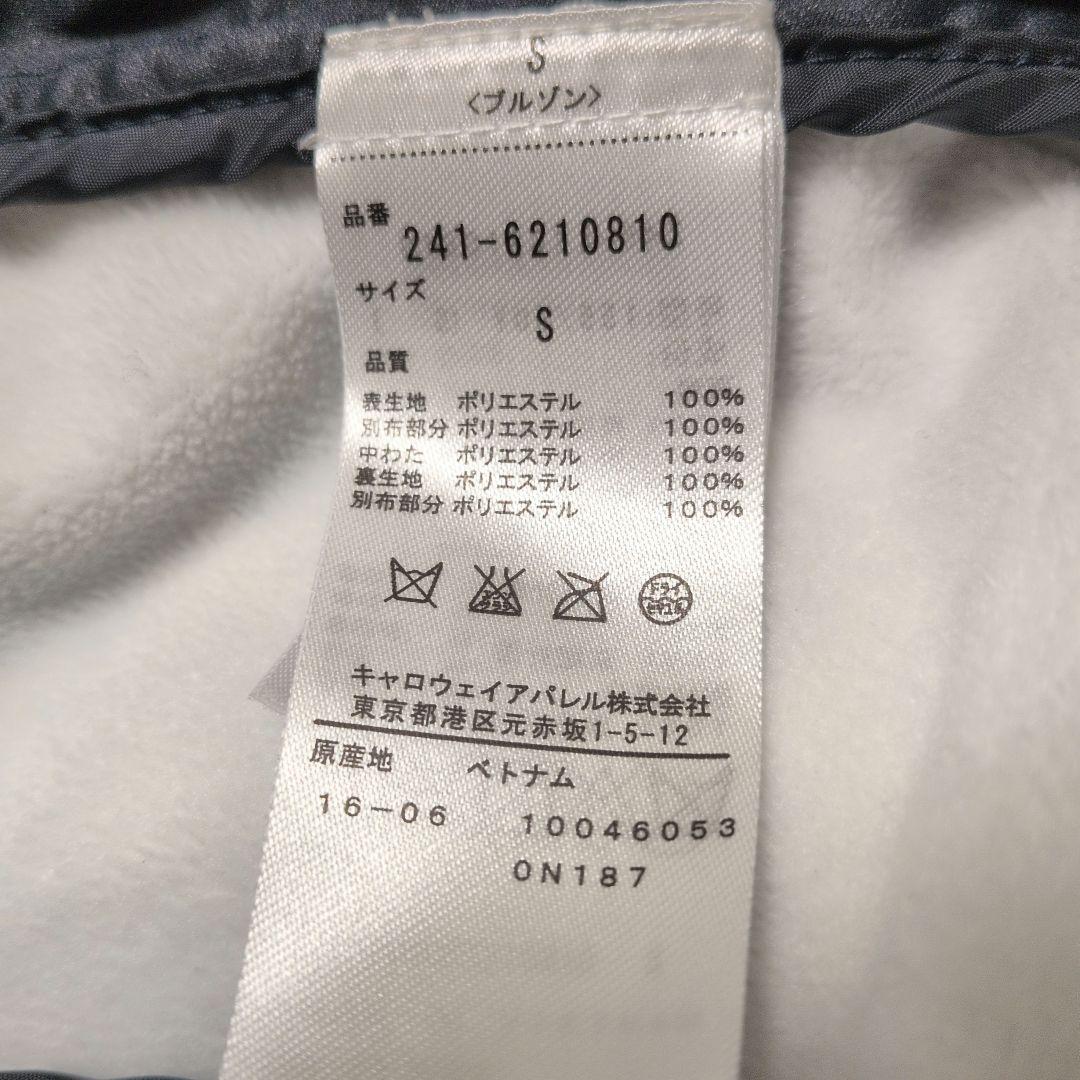 S
<ブルゾン>
品番
241-6210810
サイズ
S
品質
表生地 ポリエステル 100%
別布部分 ポリエステル 100%
中わた ポリエステル 100%
裏生地 ポリエステル 100%
別布部分 ポリエステル 100%
ドライ
キャロウェイアパレル株式会社
東京都港区元赤坂1-5-12
原産地 ベトナム
16-06 10046053
0N187